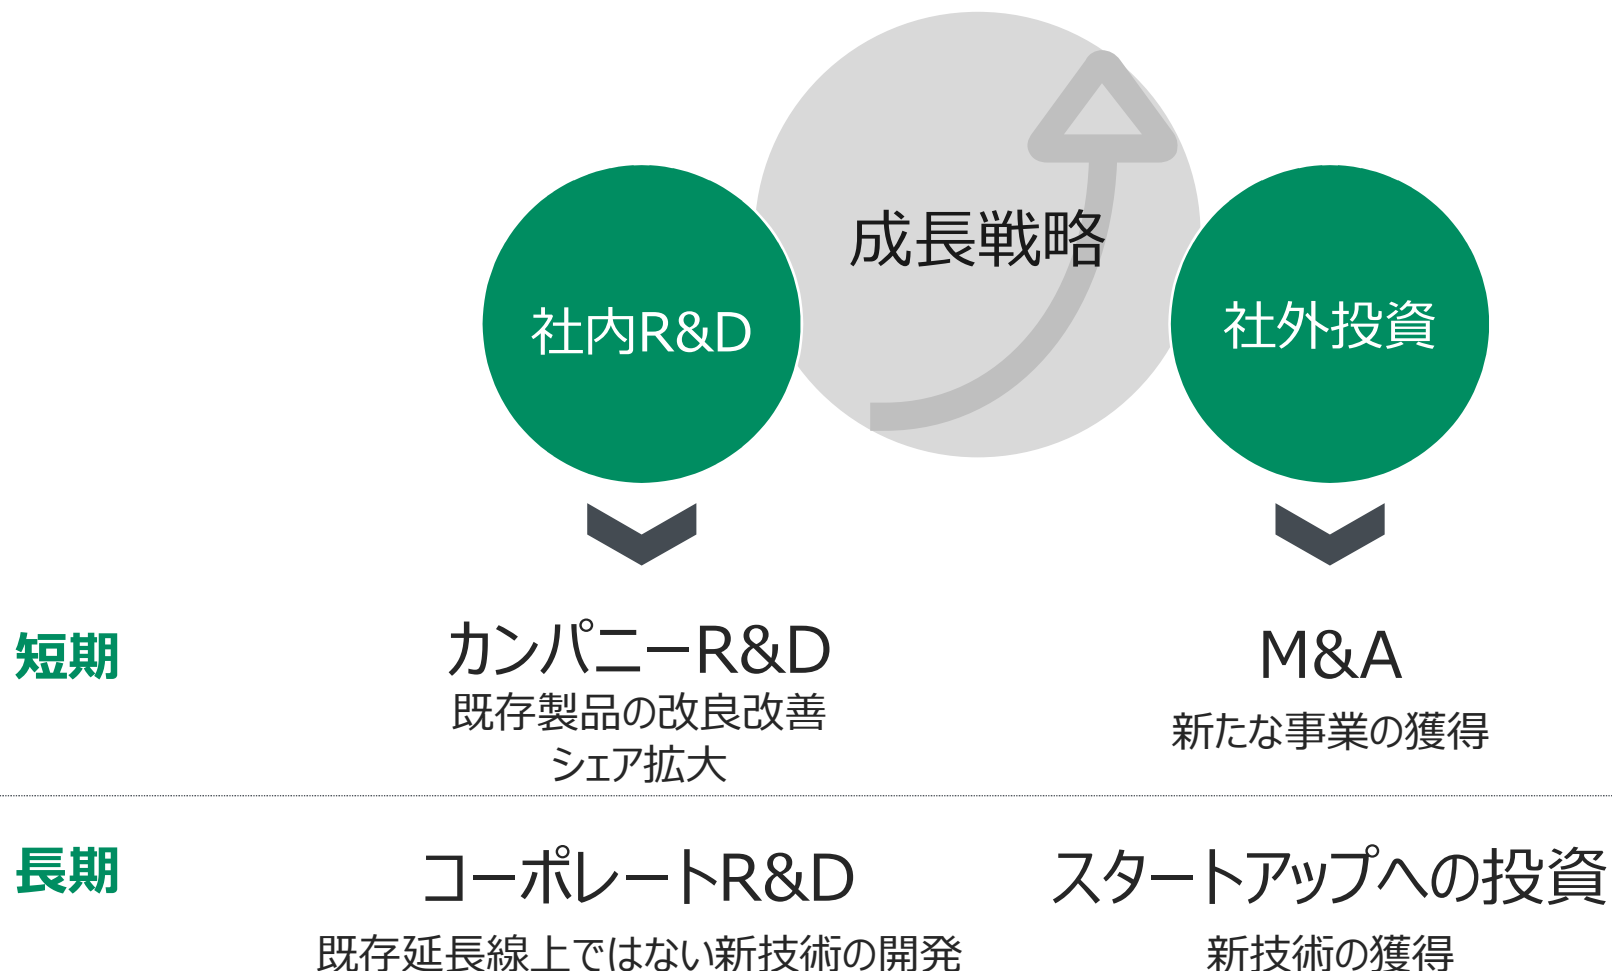 成長戦略
社内R&D
社外投資
短期
カンパニーR&D
既存製品の改良改善
シェア拡大
M&A
新たな事業の獲得
長期
コーポレートR&D
既存延長線上ではない新技術の開発
スタートアップへの投資
新技術の獲得